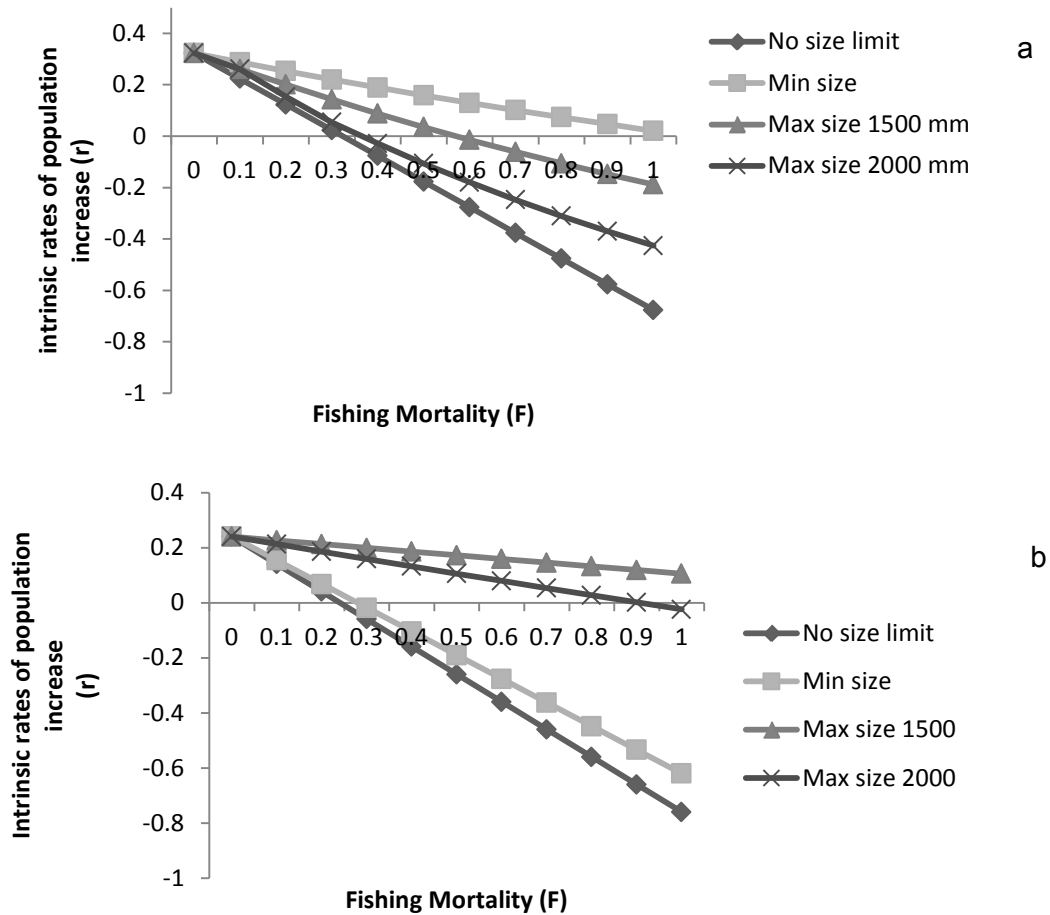 a
0.4
0.2
0
-0.2
-0.4
-0.6
-0.8
-1
0 0.1 0.2 0.3 0.4 0.5 0.6 0.7 0.8 0.9 1
intrinsic rates of population
increase (r)
Fishing Mortality (F)
No size limit
Min size
Max size 1500 mm
Max size 2000 mm
b
0.4
0.2
0
-0.2
-0.4
-0.6
-0.8
-1
0 0.1 0.2 0.3 0.4 0.5 0.6 0.7 0.8 0.9 1
Intrinsic rates of population
increase
(r)
Fishing Mortality (F)
No size limit
Min size
Max size 1500
Max size 2000